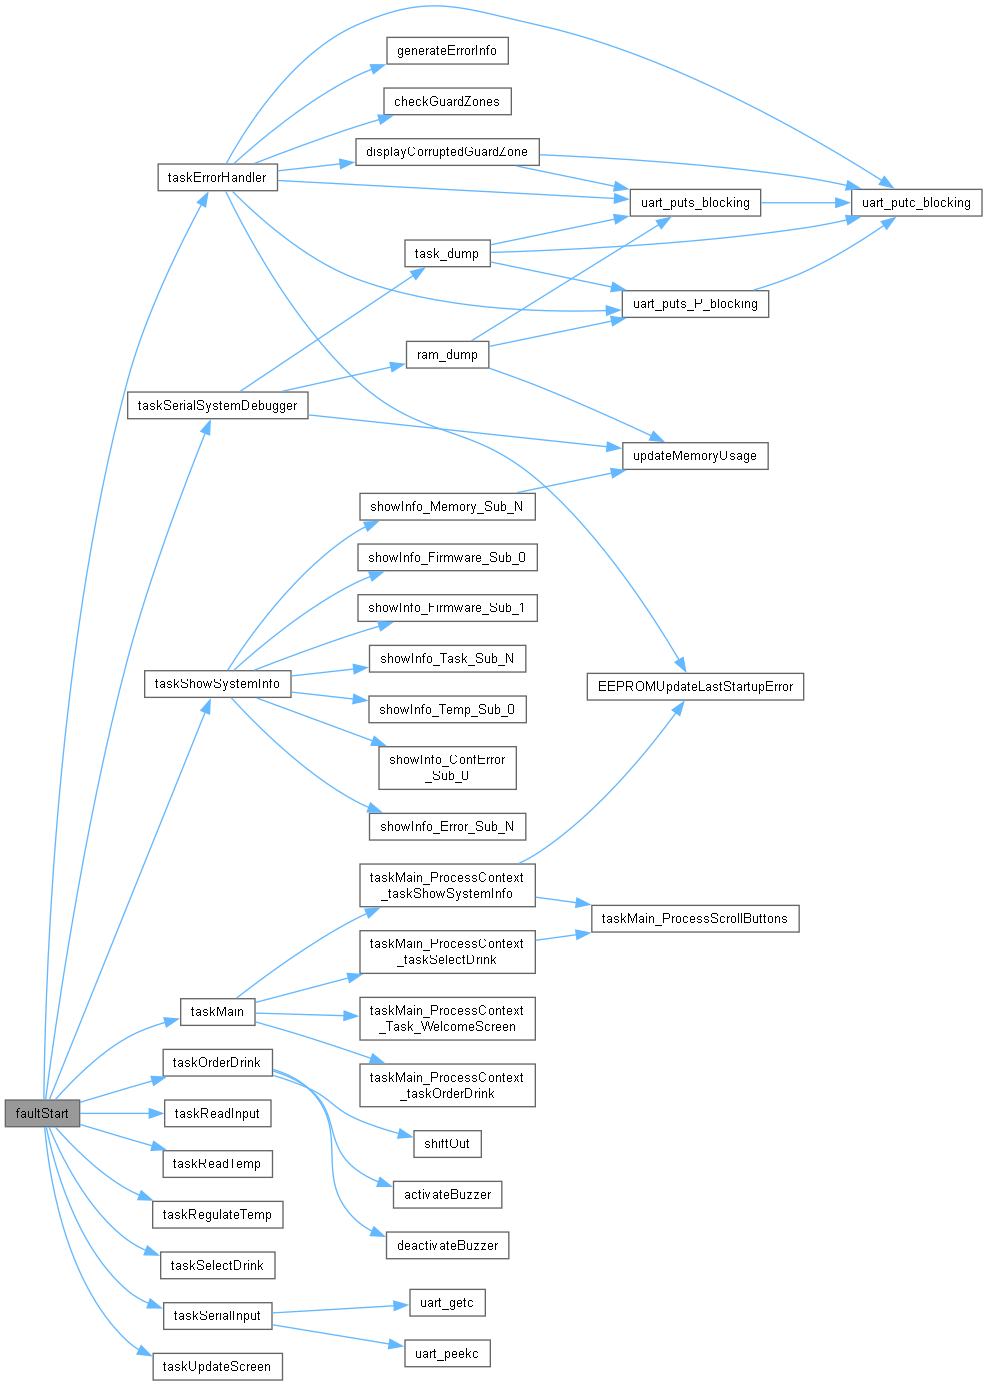 generateErrorInfo
checkGuardZones
displayCorruptedGuardZone
taskErrorHandler
uart_puts_blocking
uart_putc_blocking
task_dump
uart_puts_P_blocking
ram_dump
taskSerialSystemDebugger
updateMemoryUsage
showInfo_Memory_Sub_N
showInfo_Firmware_Sub_0
showInfo_Firmware_Sub_1
showInfo_Task_Sub_N
taskShowSystemInfo
EEPROMUpdateLastStartupError
showInfo_Temp_Sub_0
showInfo_ConfError
_Sub_0
showInfo_Error_Sub_N
taskMain_ProcessContext
_taskShowSystemInfo
taskMain_ProcessScrollButtons
taskMain_ProcessContext
_taskSelectDrink
taskMain
taskMain_ProcessContext
_Task_WelcomeScreen
taskOrderDrink
taskMain_ProcessContext
_taskOrderDrink
faultStart
taskReadInput
shiftOut
taskReadTemp
activateBuzzer
taskRegulateTemp
deactivateBuzzer
taskSelectDrink
uart_getc
taskSerialInput
uart_peekc
taskUpdateScreen